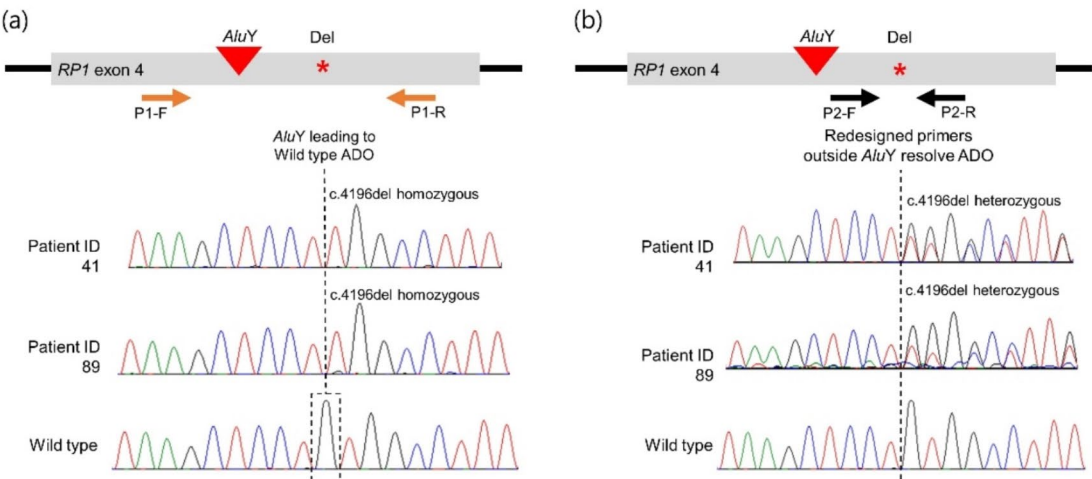 (a)
AluY
Del
RP1 exon 4
*
P1-F
P1-R
AluY leading to
Wild type ADO
c.4196del homozygous
Patient ID
41
c.4196del homozygous
Patient ID
89
Wild type
(b)
AluY
Del
RP1 exon 4
*
P2-F
P2-R
Redesigned primers
outside AluY resolve ADO
c.4196del heterozygous
Patient ID
41
c.4196del heterozygous
Patient ID
89
Wild type